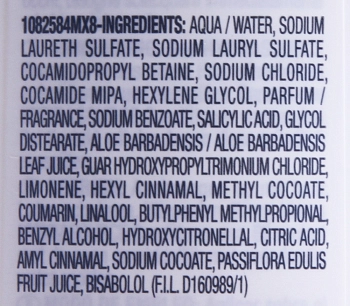 1082584MX8-INGREDIENTS: AQUA / WATER, SODIUM
LAURETH SULFATE, SODIUM LAURYL SULFATE,
COCAMIDOPROPYL BETAINE, SODIUM CHLORIDE,
COCAMIDE MIPA, HEXYLENE GLYCOL, PARFUM /
FRAGRANCE, SODIUM BENZOATE, SALICYLIC ACID, GLYCOL
DISTEARATE, ALOE BARBADENSIS / ALOE BARBADENSIS
LEAF JUICE, GUAR HYDROXYPROPYLTRIMONIUM CHLORIDE,
LIMONENE, HEXYL CINNAMAL, METHYL COCOATE,
COUMARIN, LINALOOL, BUTYLPHENYL METHYLPROPIONAL,
BENZYL ALCOHOL, HYDROXYCITRONELLAL, CITRIC ACID,
AMYL CINNAMAL, SODIUM COCOATE, PASSIFLORA EDULIS
FRUIT JUICE, BISABOLOL (F.I.L. D160989/1)